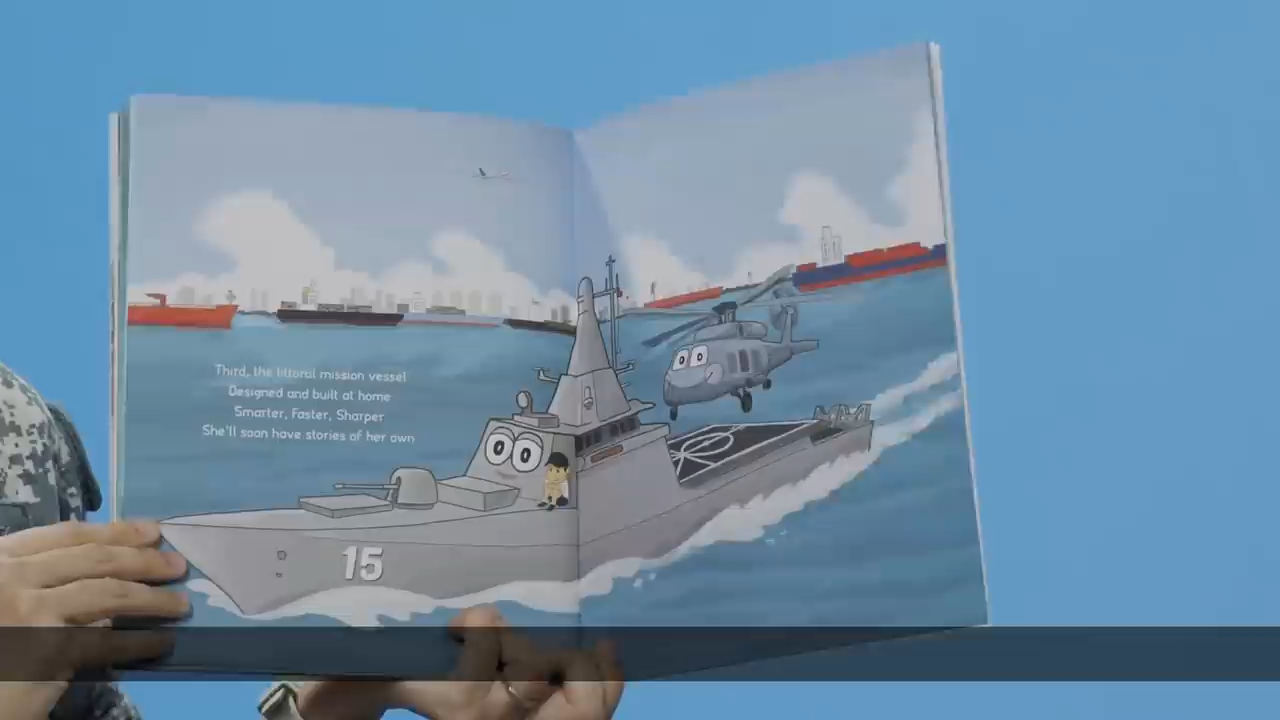 Third, the littoral mission vessel
Designed and built at home
Smarter, Faster, Sharper
She'll soon have stories of her own
15